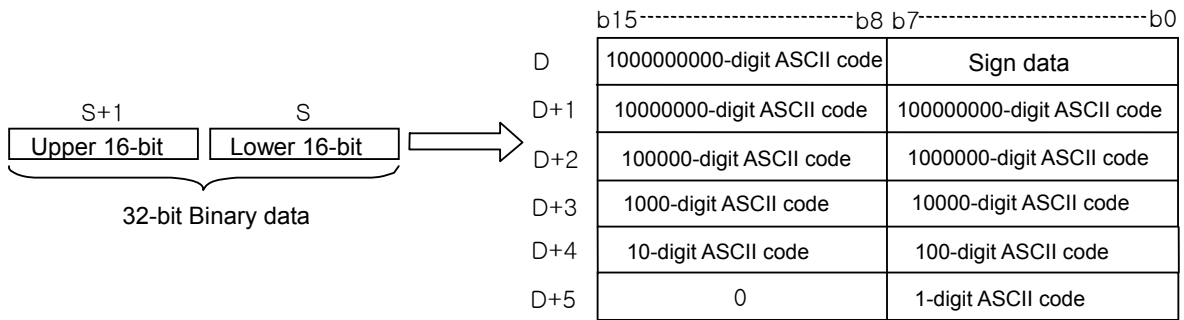 b15 b8 b7 b0
D 1000000000-digit ASCII code Sign data
S+1 S
D+1 10000000-digit ASCII code 100000000-digit ASCII code
Upper 16-bit Lower 16-bit
D+2 100000-digit ASCII code 1000000-digit ASCII code
32-bit Binary data
D+3 1000-digit ASCII code 10000-digit ASCII code
D+4 10-digit ASCII code 100-digit ASCII code
D+5 0 1-digit ASCII code